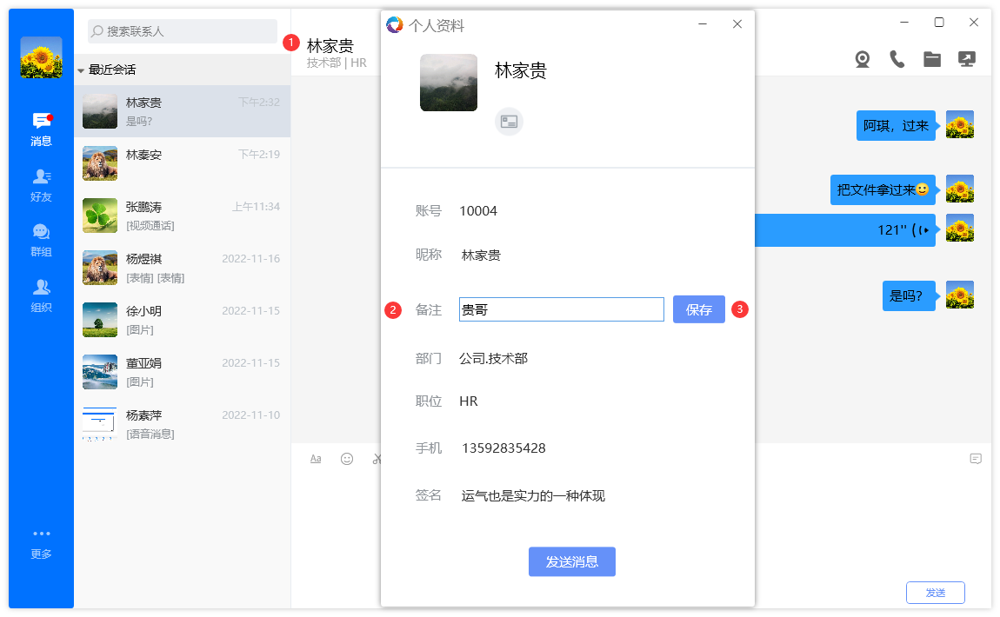 搜索联系人
最近会话
消息
好友
群组
组织
更多
林家贵 下午2:32
是吗?
林秦安 下午2:19
张鹏涛 上午11:34
[视频通话]
杨煜祺 2022-11-16
[表情] [表情]
徐小明 2022-11-15
[图片]
董亚娟 2022-11-15
[图片]
杨素萍 2022-11-10
[语音消息]
1
林家贵
技术部 | HR
个人资料
林家贵
账号 10004
昵称 林家贵
2 备注 贵哥 保存 3
部门 公司.技术部
职位 HR
手机 13592835428
签名 运气也是实力的一种体现
发送消息
阿琪，过来
把文件拿过来
121''
是吗?
Aa
发送